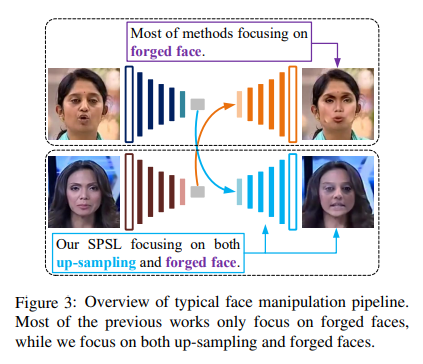 Most of methods focusing on
forged face.
Our SPSL focusing on both
up-sampling and forged face.
Figure 3: Overview of typical face manipulation pipeline.
Most of the previous works only focus on forged faces,
while we focus on both up-sampling and forged faces.